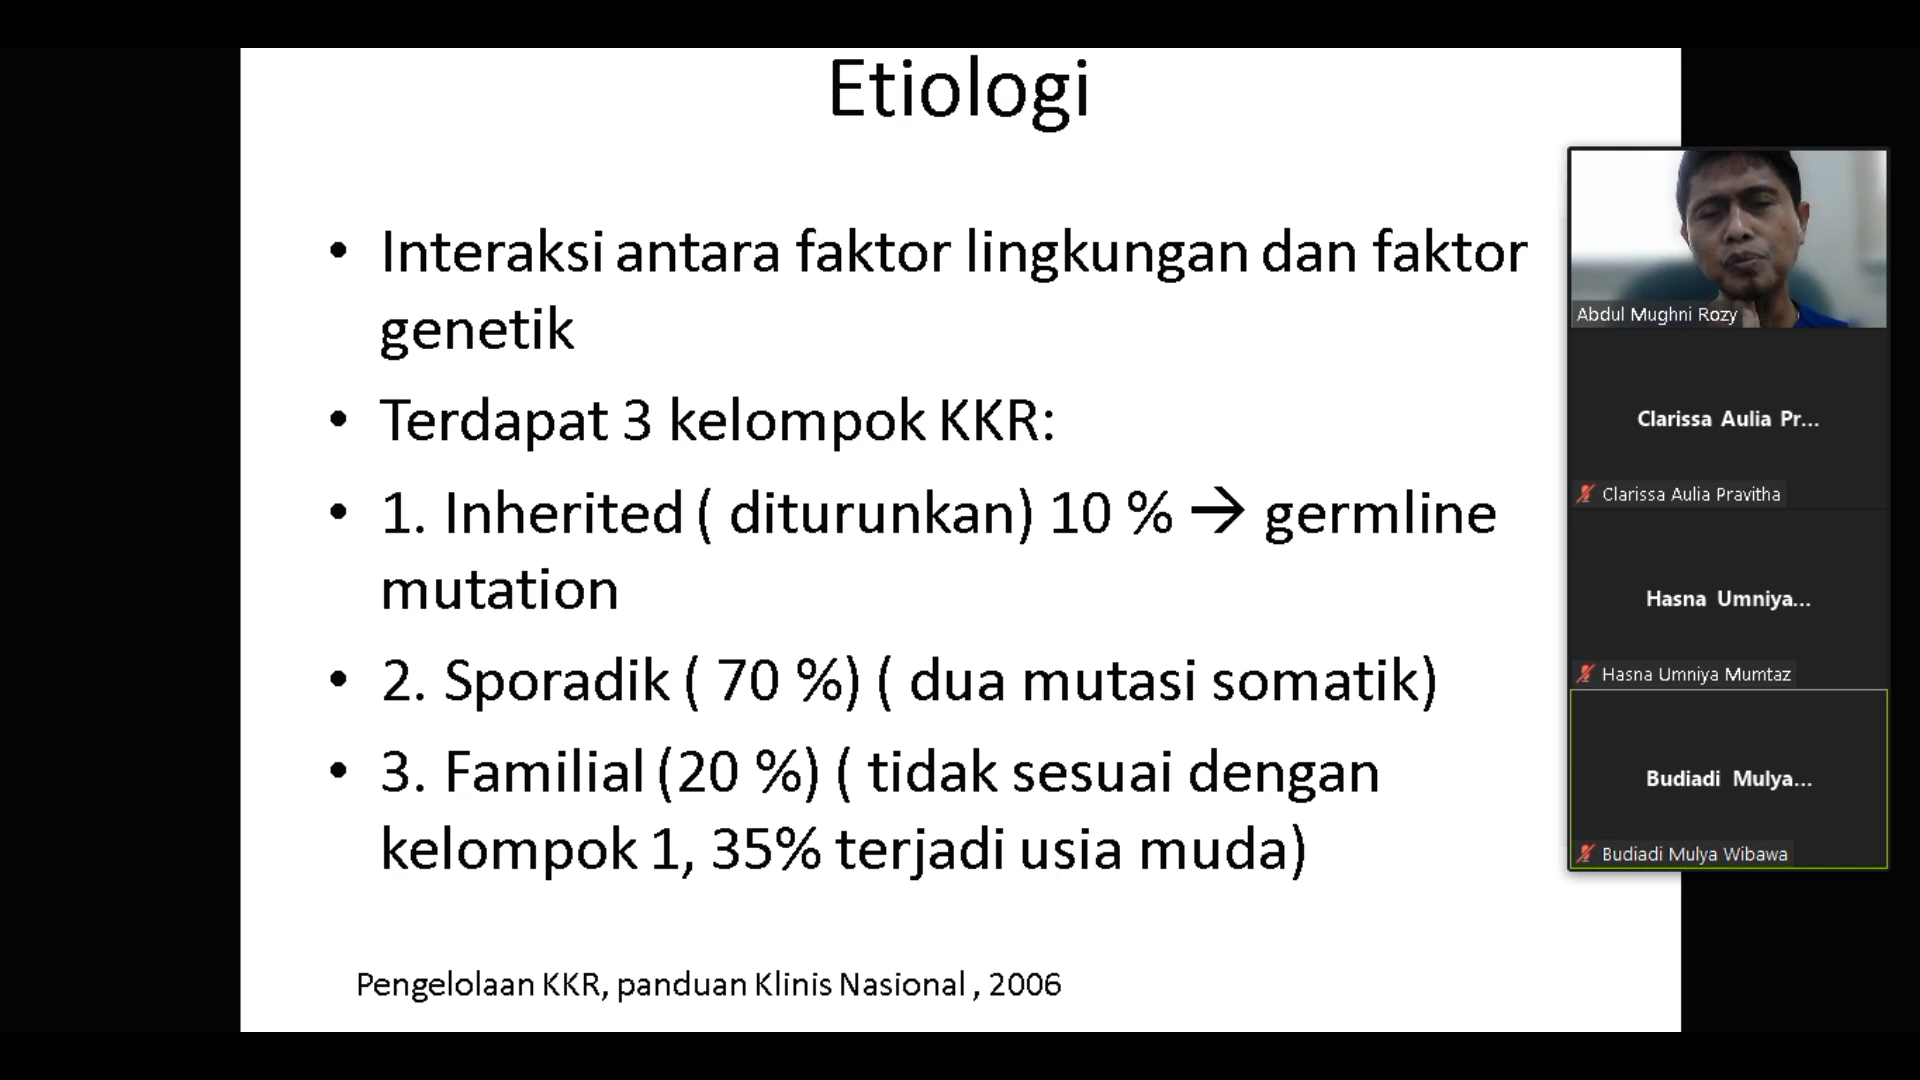 Etiologi
• Interaksi antara faktor lingkungan dan faktor
genetik
• Terdapat 3 kelompok KKR:
• 1. Inherited ( diturunkan) 10 % → germline
mutation
• 2. Sporadik ( 70 %) ( dua mutasi somatik)
• 3. Familial (20 %) ( tidak sesuai dengan
kelompok 1, 35% terjadi usia muda)
Pengelolaan KKR, panduan Klinis Nasional , 2006
Abdul Mughni Rozy
Clarissa Aulia Pr...
Clarissa Aulia Pravitha
Hasna Umniya...
Hasna Umniya Mumtaz
Budiadi Mulya...
Budiadi Mulya Wibawa